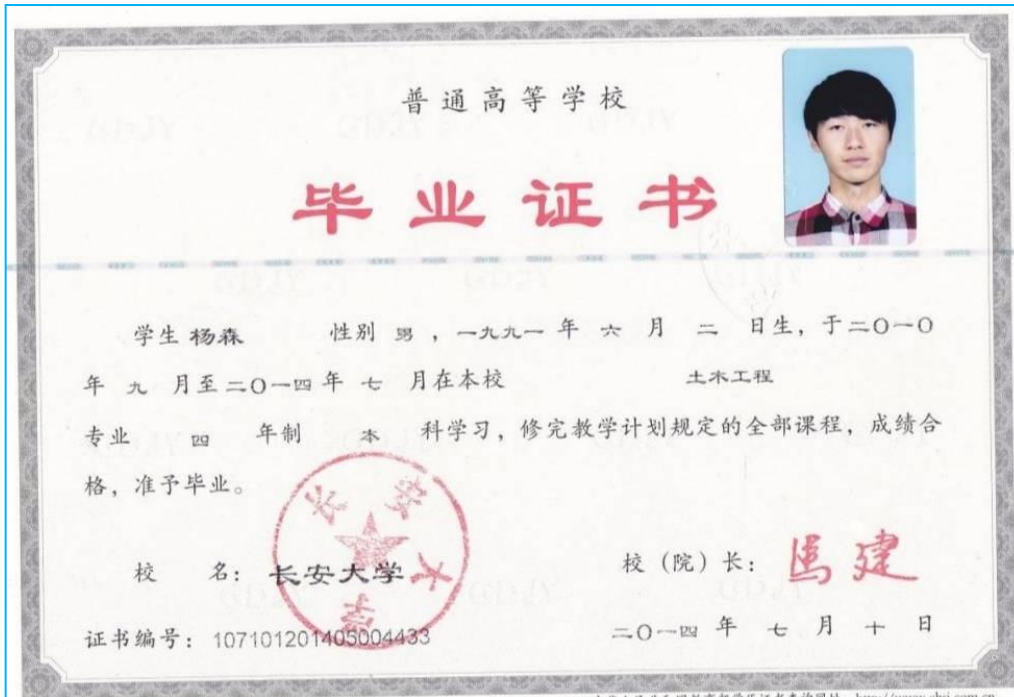 普通高等学校
毕业证书
学生 杨森 性别 男 ，一九九一 年 六 月 二 日生，于二〇一〇
年 九 月至二〇一四年 七 月在本校 土木工程
专业 四 年制 本 科学习，修完教学计划规定的全部课程，成绩合
格，准予毕业。
长安大学
校 名：长安大学 校（院）长：馬建
证书编号：107101201405004433 二〇一四 年 七 月 十 日